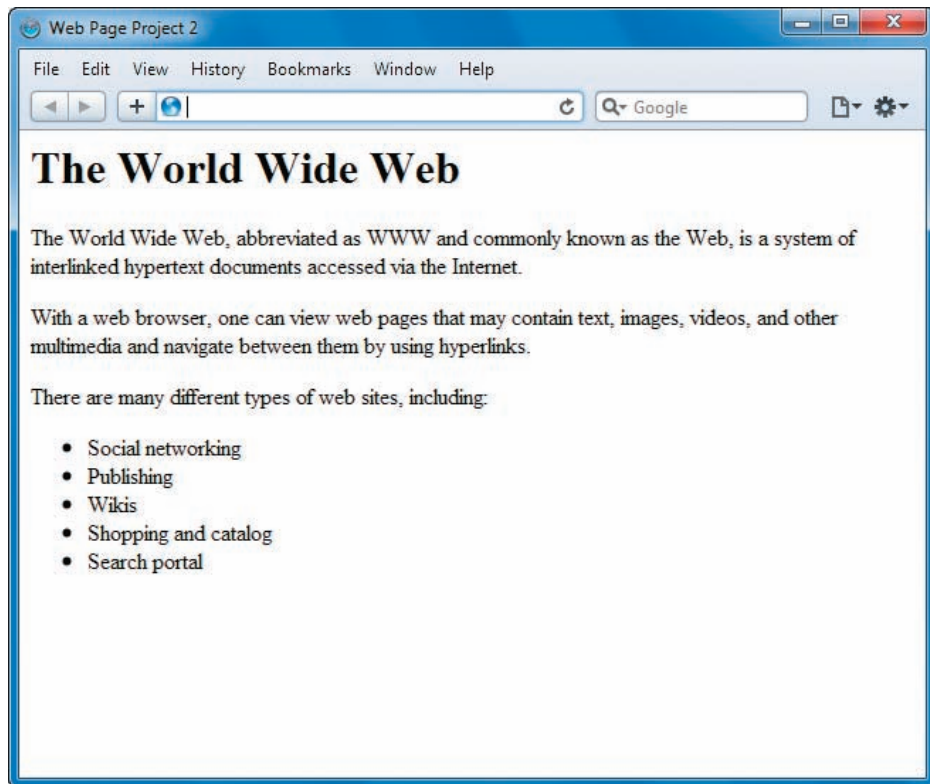 Web Page Project 2
File Edit View History Bookmarks Window Help
Google
The World Wide Web
The World Wide Web, abbreviated as WWW and commonly known as the Web, is a system of
interlinked hypertext documents accessed via the Internet.
With a web browser, one can view web pages that may contain text, images, videos, and other
multimedia and navigate between them by using hyperlinks.
There are many different types of web sites, including:
• Social networking
• Publishing
• Wikis
• Shopping and catalog
• Search portal